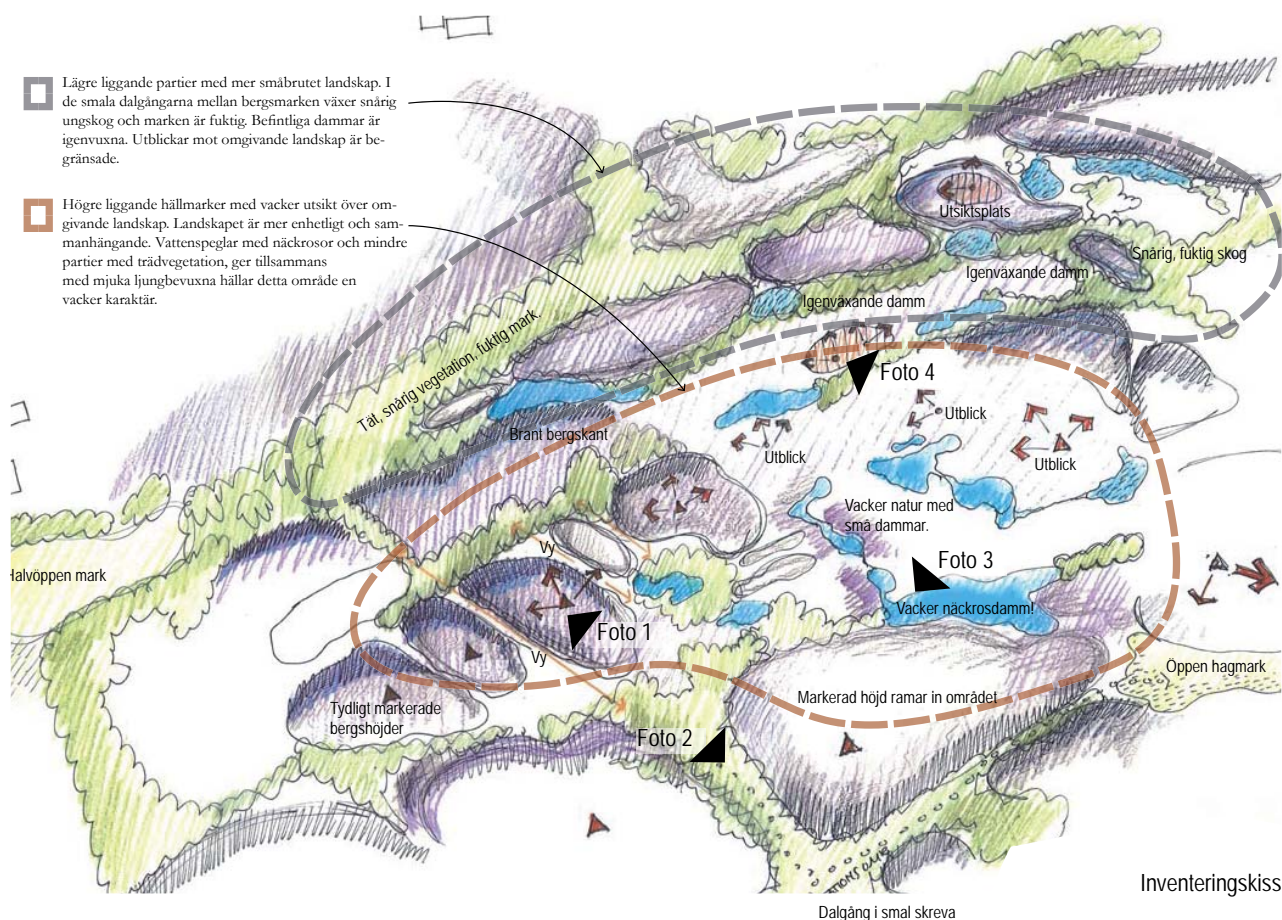 Lägre liggande partier med mer småbrutet landskap. I
de smala dalgångarna mellan bergsmarken växer snårig
ungskog och marken är fuktig. Befintliga dammar är
igenvuxna. Utblickar mot omgivande landskap är be-
gränsade.
Högre liggande hällmarker med vacker utsikt över om-
givande landskap. Landskapet är mer enhetligt och sam-
manhängande. Vattenspeglar med näckrosor och mindre
partier med trädvegetation, ger tillsammans
med mjuka ljungbevuxna hällar detta område en
vacker karaktär.
Utsiktsplats
Snårig, fuktig skog
Igenväxande damm
Igenväxande damm
Tät, snårig vegetation, fuktig mark.
Foto 4
Brant bergskant
Utblick
Utblick
Utblick
Vacker natur med
små dammar.
Vy
Halvöppen mark
Foto 3
Vacker näckrosdamm!
Foto 1
Vy
Öppen hagmark
Markerad höjd ramar in området
Tydligt markerade
bergshöjder
Foto 2
Inventeringskiss
Dalgång i smal skreva